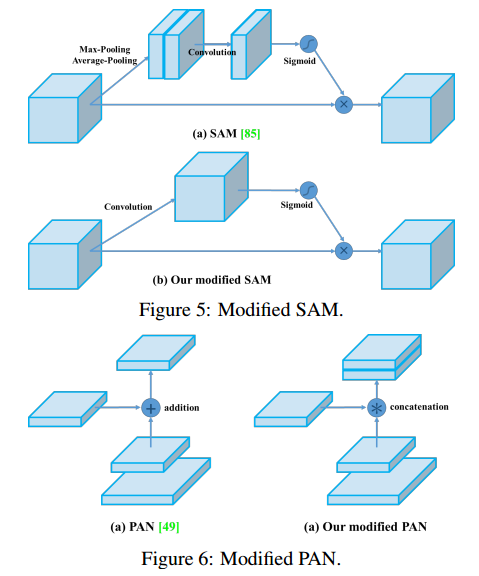 Max-Pooling
Average-Pooling
Convolution
Sigmoid
(a) SAM [85]
Convolution
Sigmoid
(b) Our modified SAM
Figure 5: Modified SAM.
addition
concatenation
(a) PAN [49]
(a) Our modified PAN
Figure 6: Modified PAN.